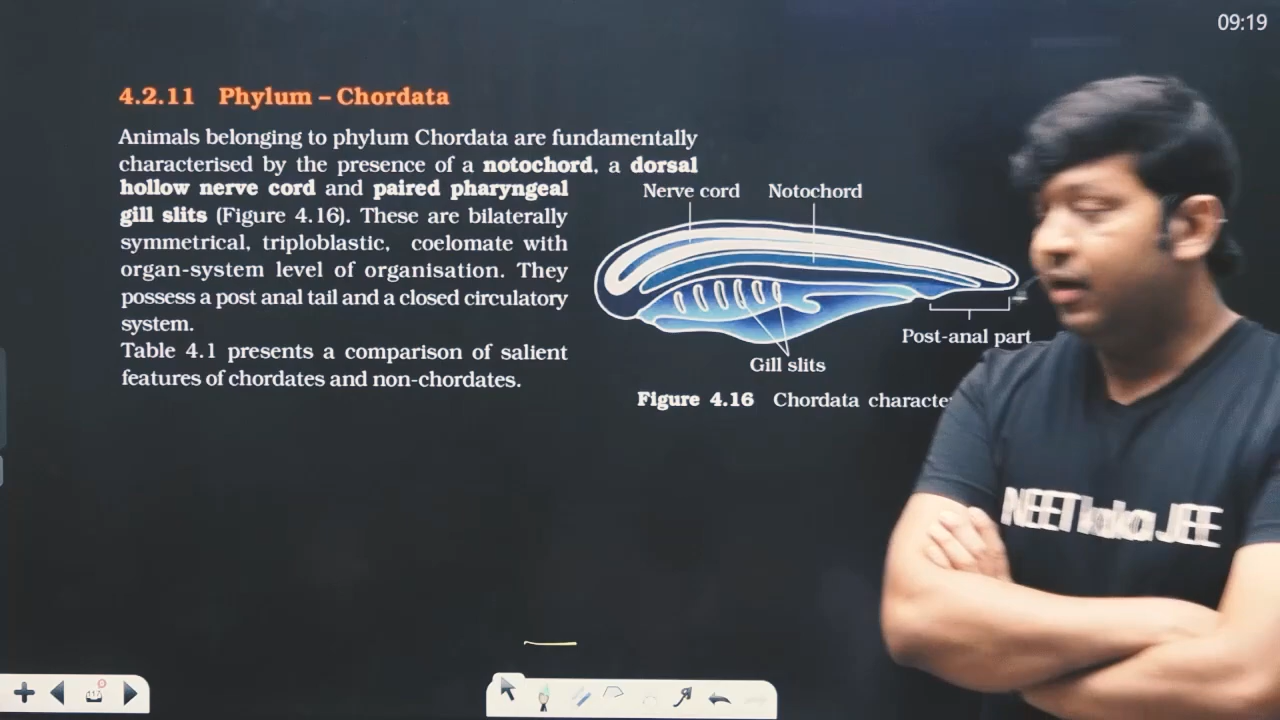 09:19
4.2.11 Phylum – Chordata
Animals belonging to phylum Chordata are fundamentally
characterised by the presence of a notochord, a dorsal
hollow nerve cord and paired pharyngeal
gill slits (Figure 4.16). These are bilaterally
symmetrical, triploblastic, coelomate with
organ-system level of organisation. They
possess a post anal tail and a closed circulatory
system.
Table 4.1 presents a comparison of salient
features of chordates and non-chordates.
Nerve cord Notochord
Post-anal part
Gill slits
Figure 4.16 Chordata characte
NEET kaka JEE